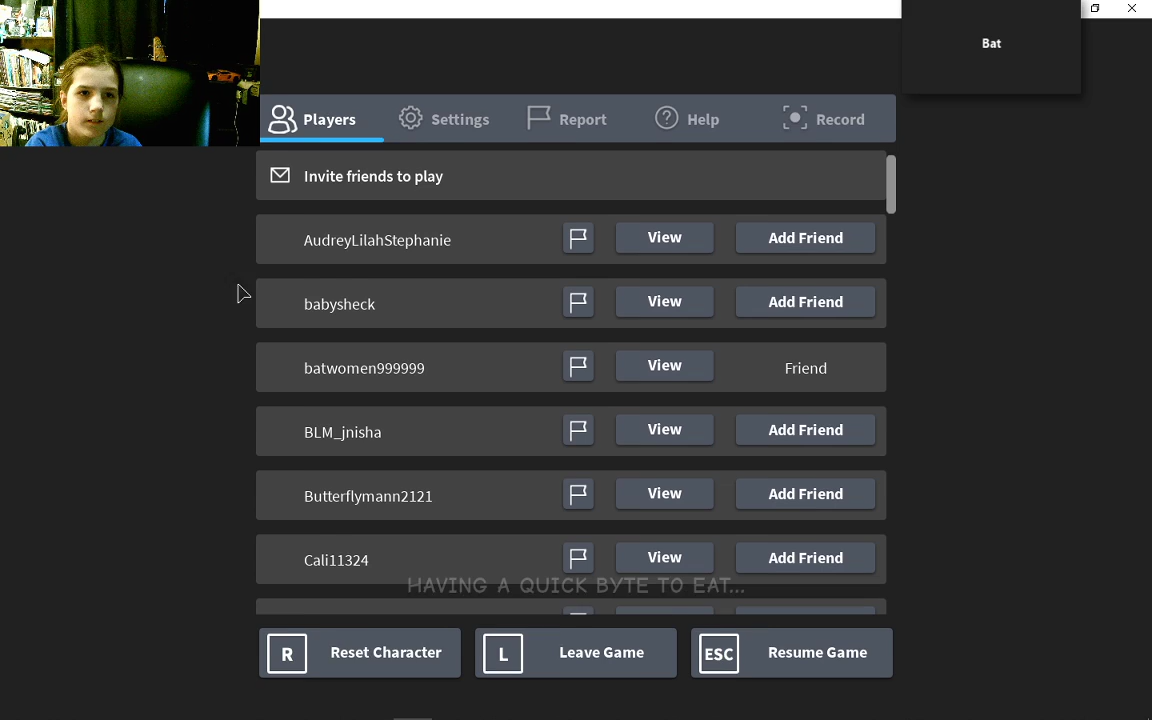 Bat
Players Settings Report Help Record
Invite friends to play
AudreyLilahStephanie View Add Friend
babysheck View Add Friend
batwomen999999 View Friend
BLM_jnisha View Add Friend
Butterflymann2121 View Add Friend
Cali11324 View Add Friend
HAVING A QUICK BYTE TO EAT...
R Reset Character L Leave Game ESC Resume Game